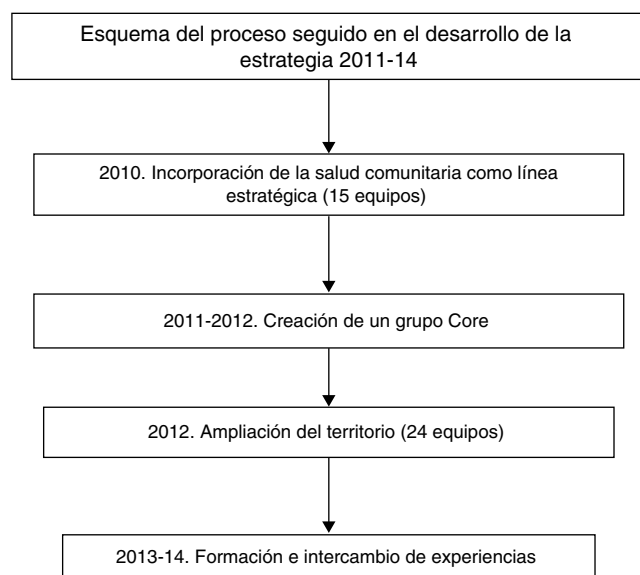 Esquema del proceso seguido en el desarrollo de la
estrategia 2011-14
2010. Incorporación de la salud comunitaria como línea
estratégica (15 equipos)
2011-2012. Creación de un grupo Core
2012. Ampliación del territorio (24 equipos)
2013-14. Formación e intercambio de experiencias